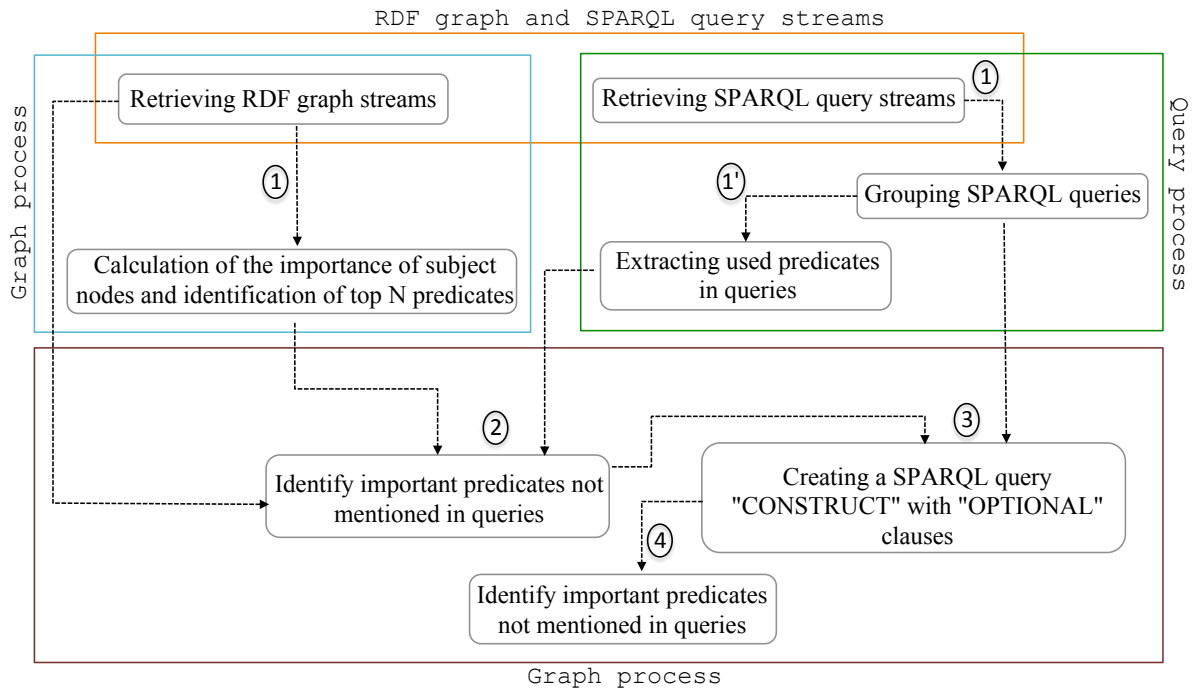 RDF graph and SPARQL query streams
Graph process
Query process
Retrieving RDF graph streams
Retrieving SPARQL query streams
1
1
Grouping SPARQL queries
1'
Calculation of the importance of subject
nodes and identification of top N predicates
Extracting used predicates
in queries
2
3
Identify important predicates not
mentioned in queries
Creating a SPARQL query
"CONSTRUCT" with "OPTIONAL"
clauses
4
Identify important predicates
not mentioned in queries
Graph process